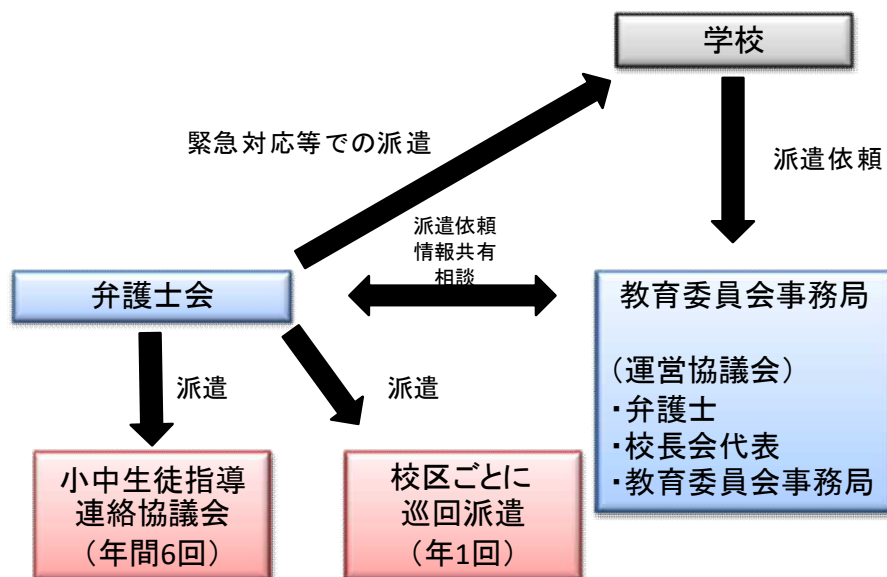 学校
緊急対応等での派遣
派遣依頼
派遣依頼
情報共有
相談
弁護士会
教育委員会事務局
(運営協議会)
・弁護士
・校長会代表
・教育委員会事務局
派遣
派遣
小中生徒指導
連絡協議会
(年間6回)
校区ごとに
巡回派遣
(年1回)